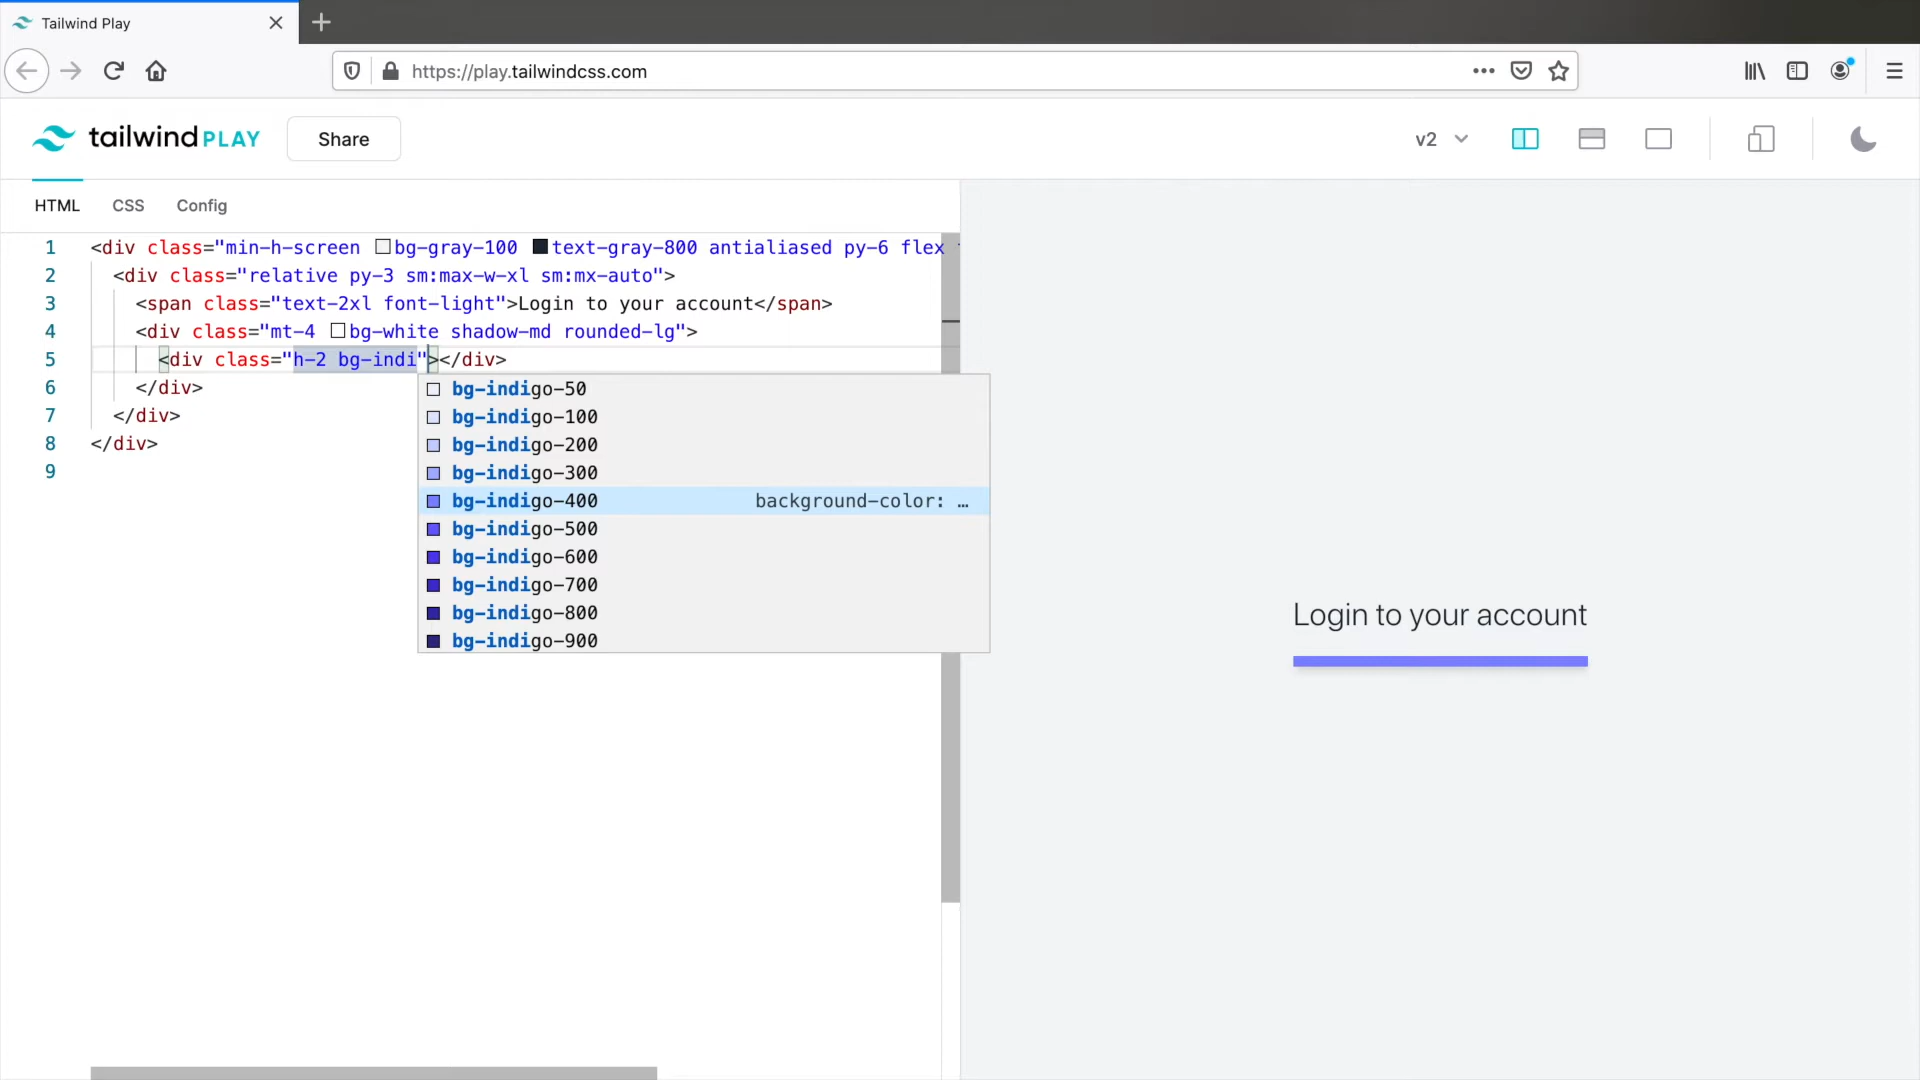 Tailwind Play
https://play.tailwindcss.com
tailwind PLAY
Share
v2
HTML CSS Config
1 <div class="min-h-screen bg-gray-100 text-gray-800 antialiased py-6 flex
2 <div class="relative py-3 sm:max-w-xl sm:mx-auto">
3 <span class="text-2xl font-light">Login to your account</span>
4 <div class="mt-4 bg-white shadow-md rounded-lg">
5 <div class="h-2 bg-indi"></div>
6 </div>
7 </div>
8 </div>
9
bg-indigo-50
bg-indigo-100
bg-indigo-200
bg-indigo-300
bg-indigo-400 background-color: …
bg-indigo-500
bg-indigo-600
bg-indigo-700
bg-indigo-800
bg-indigo-900
Login to your account